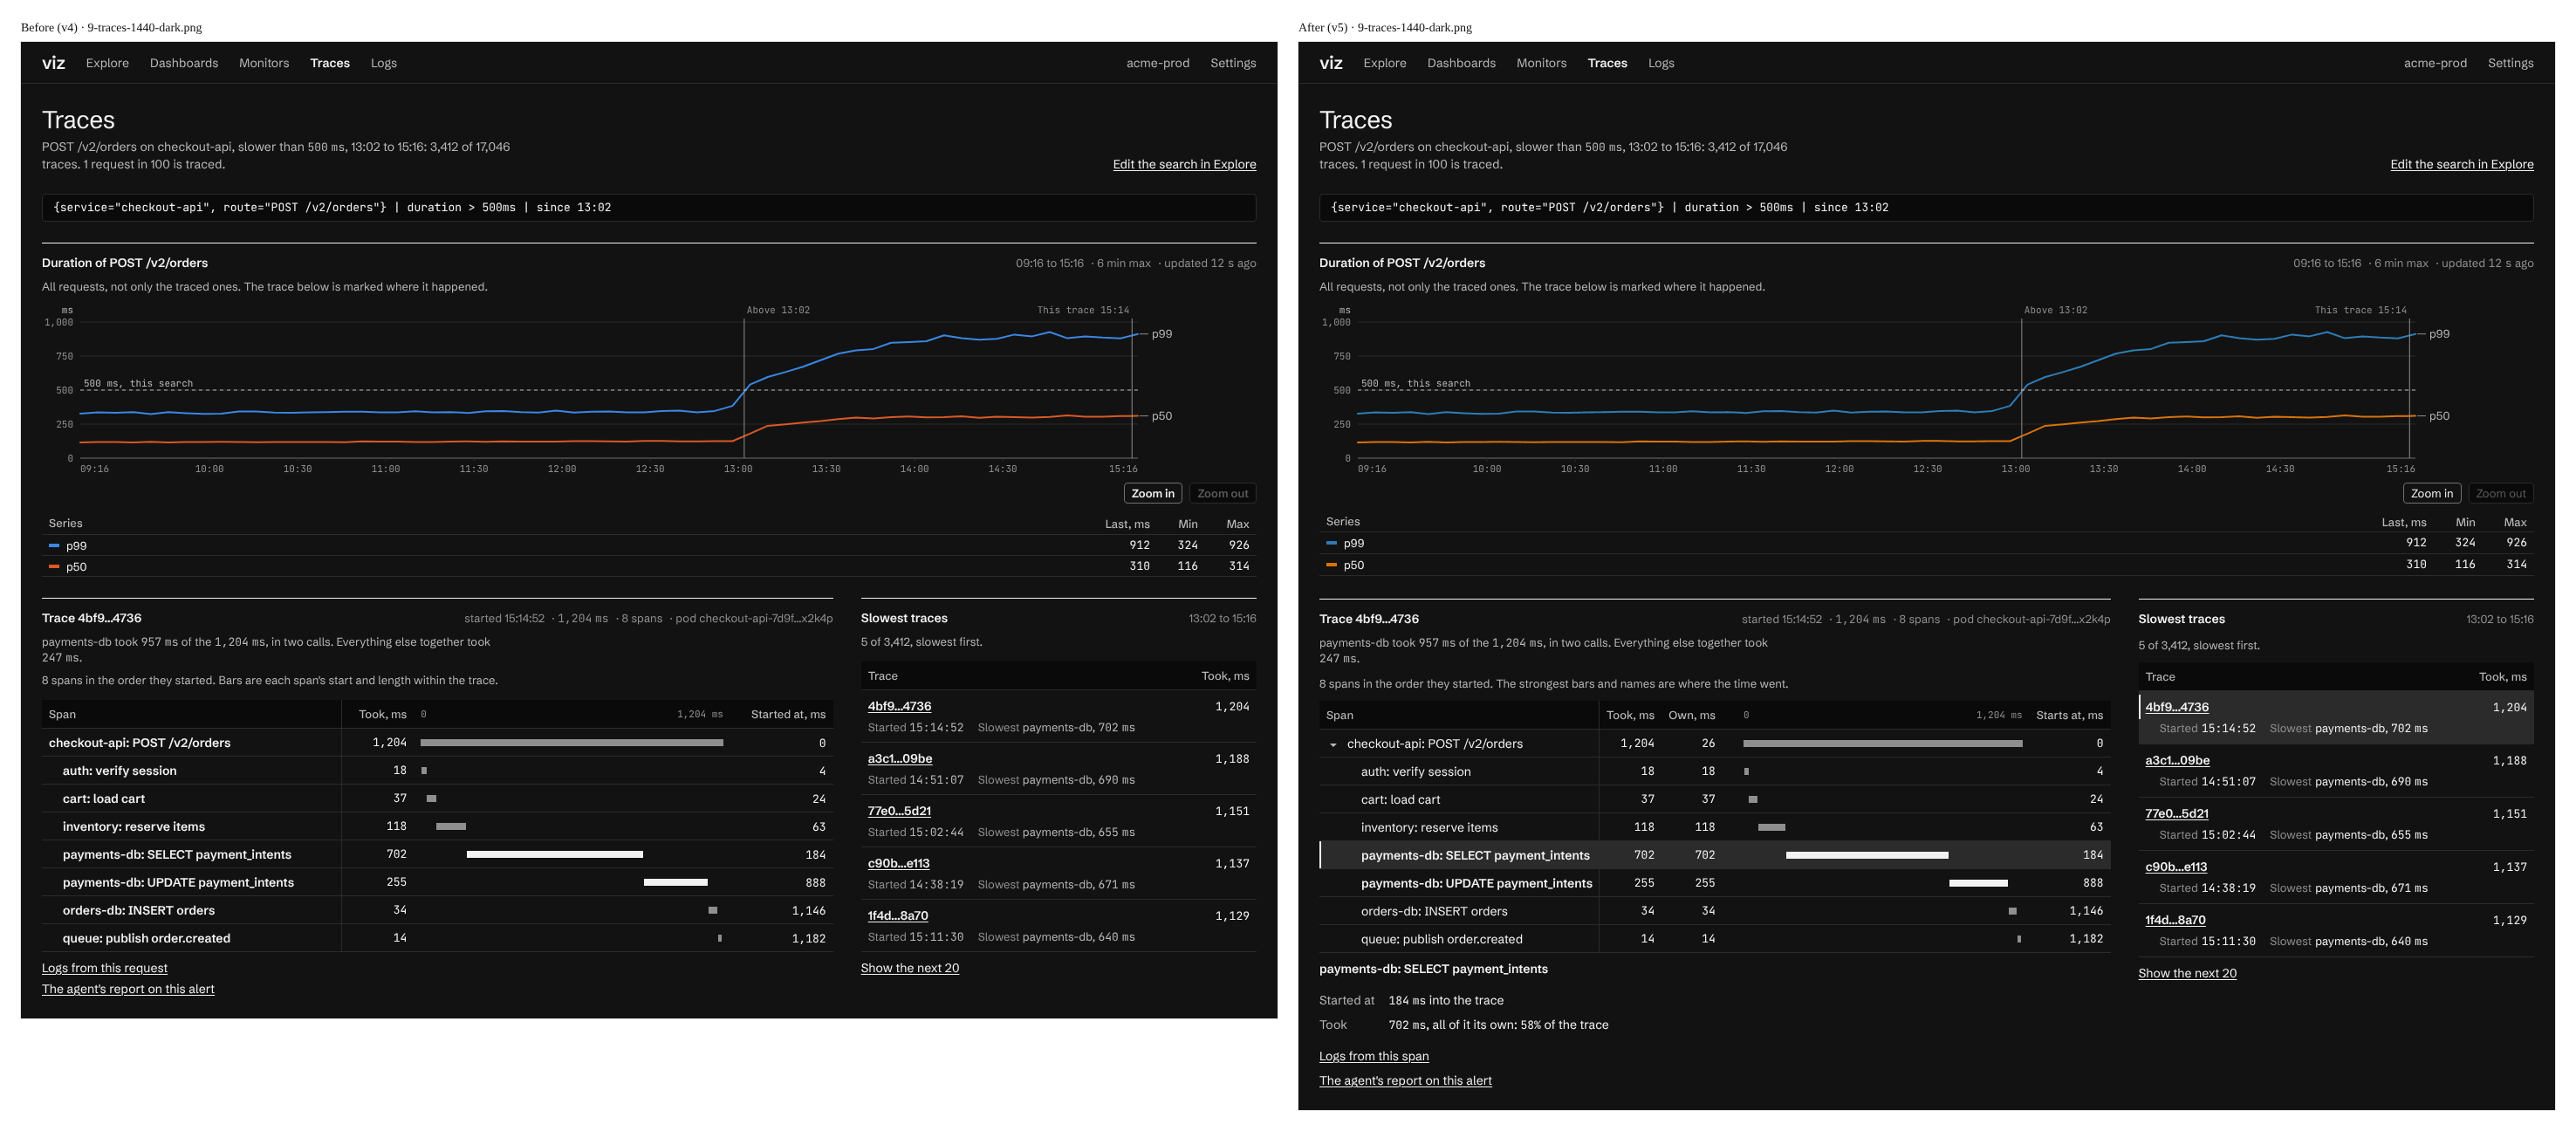 Before (v4) · 9-traces-1440-dark.png
viz Explore Dashboards Monitors Traces Logs acme-prod Settings
Traces
POST /v2/orders on checkout-api, slower than 500 ms, 13:02 to 15:16: 3,412 of 17,046
traces. 1 request in 100 is traced.
Edit the search in Explore
{service="checkout-api", route="POST /v2/orders"} | duration > 500ms | since 13:02
Duration of POST /v2/orders 09:16 to 15:16 · 6 min max · updated 12 s ago
All requests, not only the traced ones. The trace below is marked where it happened.
ms Above 13:02 This trace 15:14
1,000
p99
750
500 500 ms, this search
p50
250
0
09:16 10:00 10:30 11:00 11:30 12:00 12:30 13:00 13:30 14:00 14:30 15:16
Zoom in Zoom out
Series Last, ms Min Max
p99 912 324 926
p50 310 116 314
Trace 4bf9…4736 started 15:14:52 · 1,204 ms · 8 spans · pod checkout-api-7d9f…x2k4p
payments-db took 957 ms of the 1,204 ms, in two calls. Everything else together took
247 ms.
8 spans in the order they started. Bars are each span's start and length within the trace.
Span Took, ms 0 1,204 ms Started at, ms
checkout-api: POST /v2/orders 1,204 0
auth: verify session 18 4
cart: load cart 37 24
inventory: reserve items 118 63
payments-db: SELECT payment_intents 702 184
payments-db: UPDATE payment_intents 255 888
orders-db: INSERT orders 34 1,146
queue: publish order.created 14 1,182
Logs from this request
The agent's report on this alert
Slowest traces 13:02 to 15:16
5 of 3,412, slowest first.
Trace Took, ms
4bf9…4736 1,204
Started 15:14:52 Slowest payments-db, 702 ms
a3c1…09be 1,188
Started 14:51:07 Slowest payments-db, 690 ms
77e0…5d21 1,151
Started 15:02:44 Slowest payments-db, 655 ms
c90b…e113 1,137
Started 14:38:19 Slowest payments-db, 671 ms
1f4d…8a70 1,129
Started 15:11:30 Slowest payments-db, 640 ms
Show the next 20
After (v5) · 9-traces-1440-dark.png
viz Explore Dashboards Monitors Traces Logs acme-prod Settings
Traces
POST /v2/orders on checkout-api, slower than 500 ms, 13:02 to 15:16: 3,412 of 17,046
traces. 1 request in 100 is traced.
Edit the search in Explore
{service="checkout-api", route="POST /v2/orders"} | duration > 500ms | since 13:02
Duration of POST /v2/orders 09:16 to 15:16 · 6 min max · updated 12 s ago
All requests, not only the traced ones. The trace below is marked where it happened.
ms Above 13:02 This trace 15:14
1,000
p99
750
500 500 ms, this search
p50
250
0
09:16 10:00 10:30 11:00 11:30 12:00 12:30 13:00 13:30 14:00 14:30 15:16
Zoom in Zoom out
Series Last, ms Min Max
p99 912 324 926
p50 310 116 314
Trace 4bf9…4736 started 15:14:52 · 1,204 ms · 8 spans · pod checkout-api-7d9f…x2k4p
payments-db took 957 ms of the 1,204 ms, in two calls. Everything else together took
247 ms.
8 spans in the order they started. The strongest bars and names are where the time went.
Span Took, ms Own, ms 0 1,204 ms Starts at, ms
checkout-api: POST /v2/orders 1,204 26 0
auth: verify session 18 18 4
cart: load cart 37 37 24
inventory: reserve items 118 118 63
payments-db: SELECT payment_intents 702 702 184
payments-db: UPDATE payment_intents 255 255 888
orders-db: INSERT orders 34 34 1,146
queue: publish order.created 14 14 1,182
payments-db: SELECT payment_intents
Started at 184 ms into the trace
Took 702 ms, all of it its own: 58% of the trace
Logs from this span
The agent's report on this alert
Slowest traces 13:02 to 15:16
5 of 3,412, slowest first.
Trace Took, ms
4bf9…4736 1,204
Started 15:14:52 Slowest payments-db, 702 ms
a3c1…09be 1,188
Started 14:51:07 Slowest payments-db, 690 ms
77e0…5d21 1,151
Started 15:02:44 Slowest payments-db, 655 ms
c90b…e113 1,137
Started 14:38:19 Slowest payments-db, 671 ms
1f4d…8a70 1,129
Started 15:11:30 Slowest payments-db, 640 ms
Show the next 20